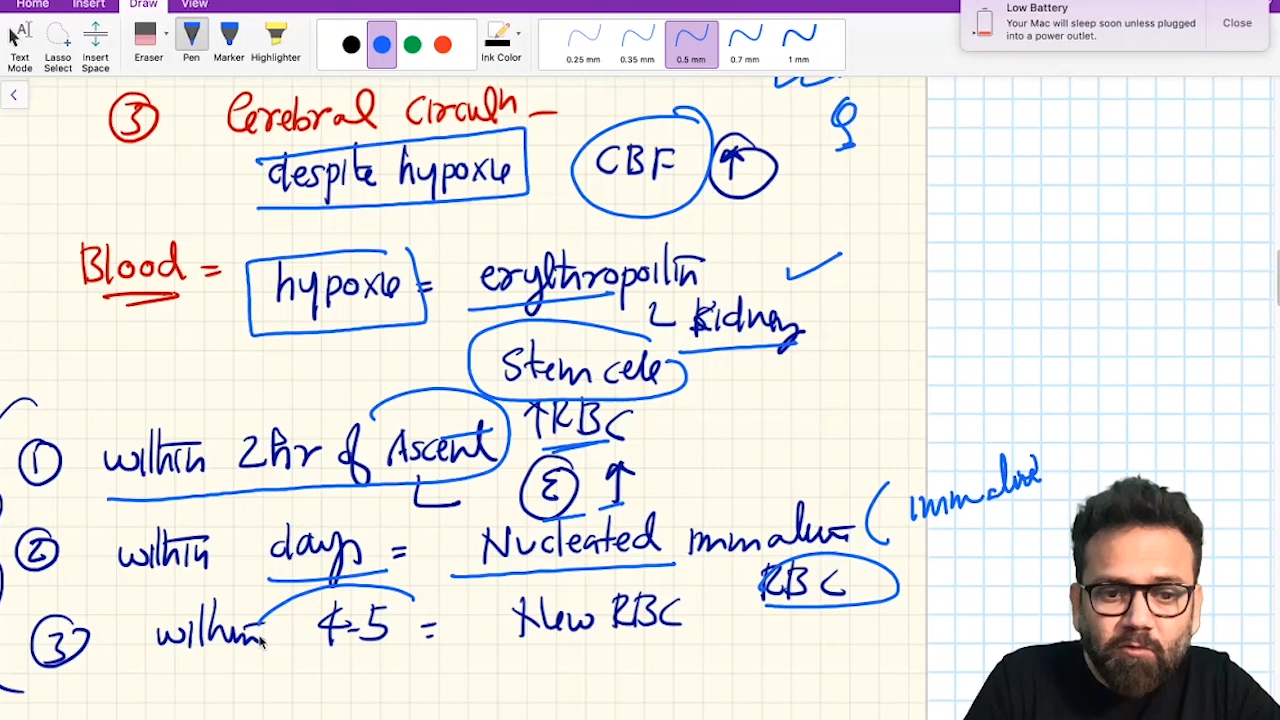 Home Insert Draw View
Low Battery
Your Mac will sleep soon unless plugged into a power outlet.
Close
Text Mode
Lasso Select
Insert Space
Eraser
Pen
Marker
Highlighter
Ink Color
0.25 mm
0.35 mm
0.5 mm
0.7 mm
1 mm
③ Cerebral Circuln –
despite hypoxie CBF ↑
Blood = hypoxie = erythropoitin ✓
Kidney
Stem cele
① within 2hr of Ascent ↑RBC
Ɛ ↑
② within days = Nucleated immature (immature
RBC
③ within 4-5 = New RBC